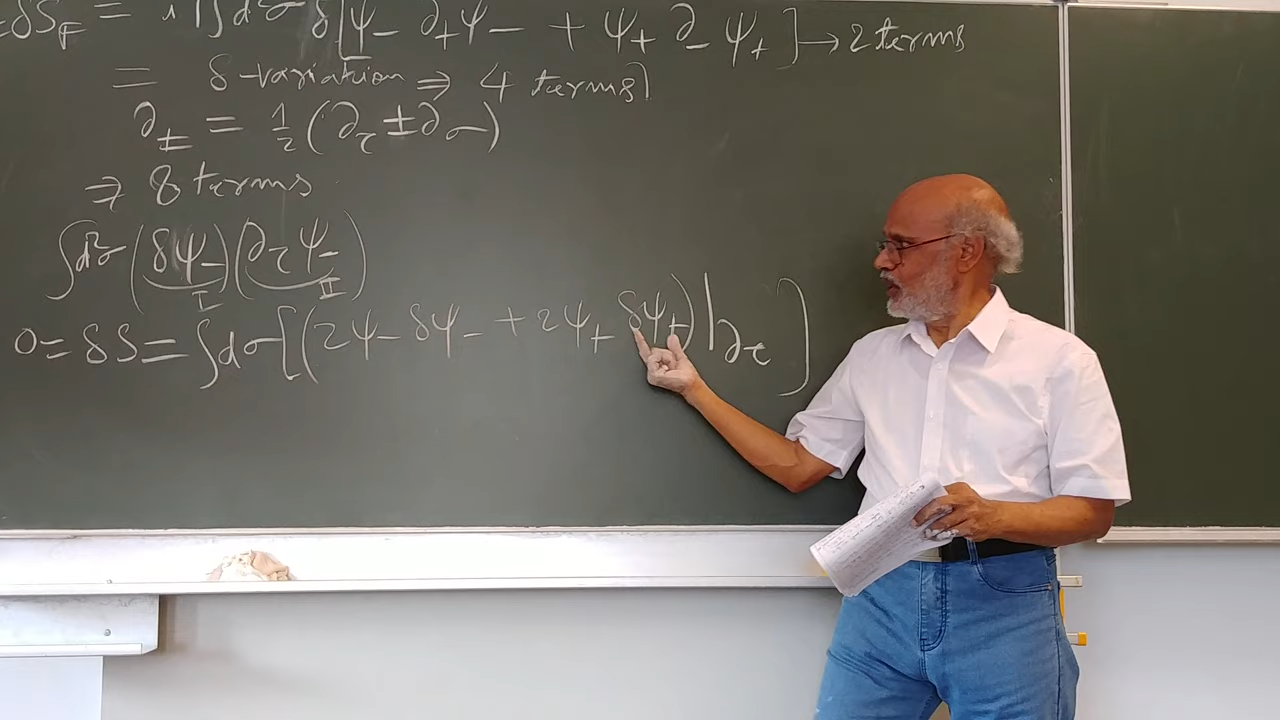 δS_F = i ∫d²σ δ[ψ₋ ∂₊ψ₋ + ψ₊ ∂₋ψ₊] → 2 terms
= δ-variation ⇒ 4 terms)
∂± = 1/2 (∂τ ± ∂σ)
⇒ 8 terms
∫d²σ (δψ₋)(∂τψ₋)
I II
0 = δS = ∫dσ[(2ψ₋ δψ₋ + 2ψ₊ δψ₊)|∂τ ]